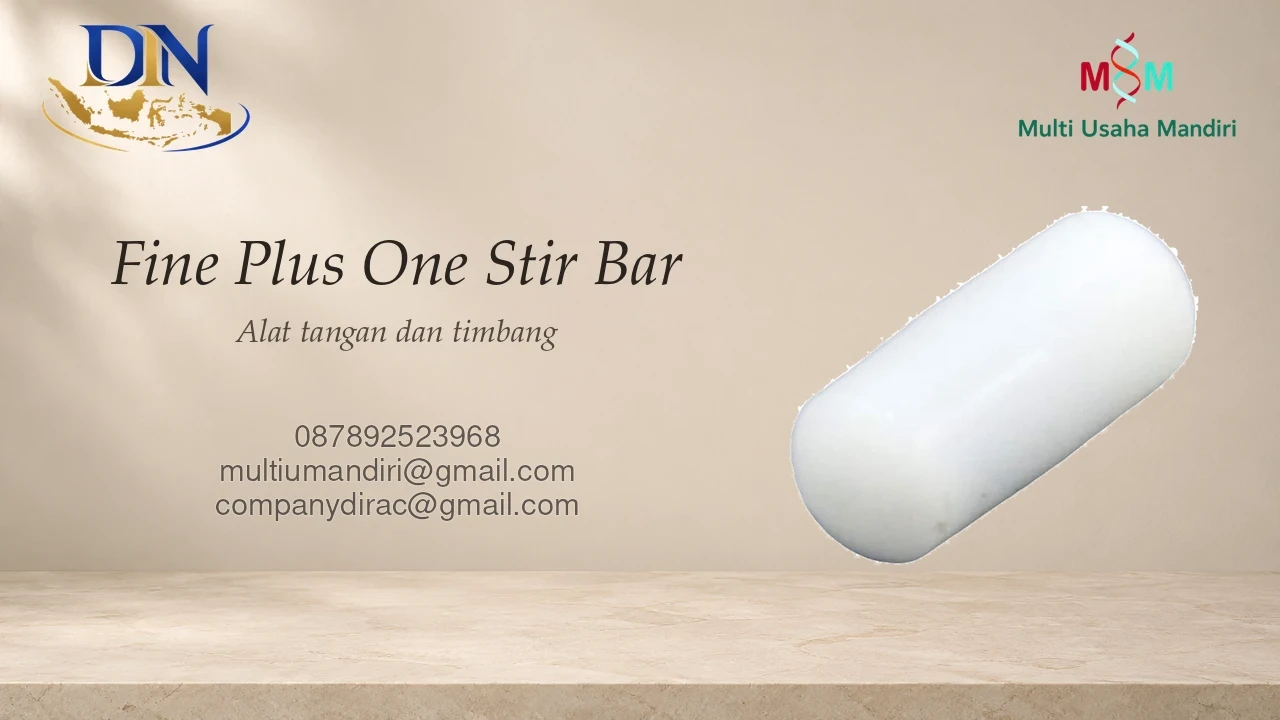 DN
M M
Multi Usaha Mandiri
Fine Plus One Stir Bar
Alat tangan dan timbang
087892523968
multiumandiri@gmail.com
companydirac@gmail.com